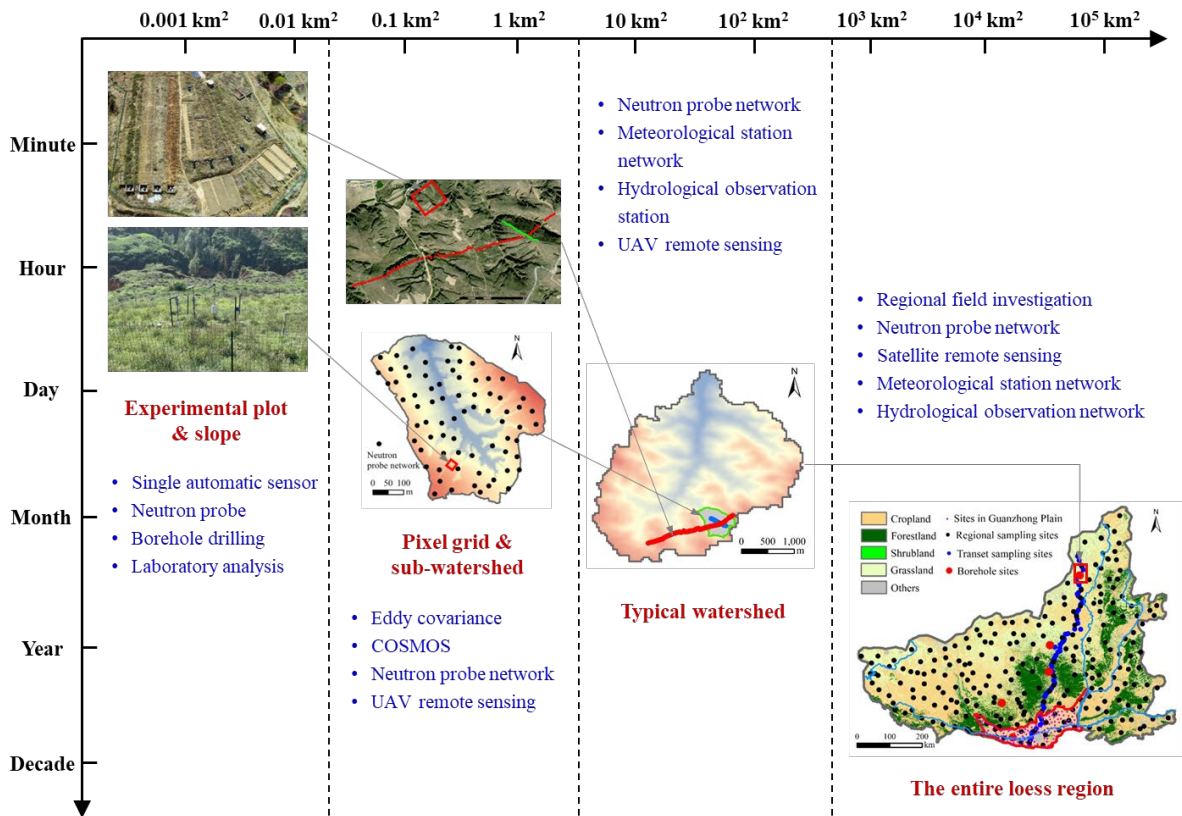 0.001 km²
0.01 km²
0.1 km²
1 km²
10 km²
10² km²
10³ km²
10⁴ km²
10⁵ km²
Minute
Hour
Day
Month
Year
Decade
Experimental plot
& slope
• Single automatic sensor
• Neutron probe
• Borehole drilling
• Laboratory analysis
N
Neutron
probe network
0 50 100
m
Pixel grid &
sub-watershed
• Eddy covariance
• COSMOS
• Neutron probe network
• UAV remote sensing
• Neutron probe network
• Meteorological station
network
• Hydrological observation
station
• UAV remote sensing
N
0 500 1,000
m
Typical watershed
• Regional field investigation
• Neutron probe network
• Satellite remote sensing
• Meteorological station network
• Hydrological observation network
N
Cropland
Forestland
Shrubland
Grassland
Others
Sites in Guanzhong Plain
Regional sampling sites
Transet sampling sites
Borehole sites
0 100 200
km
The entire loess region